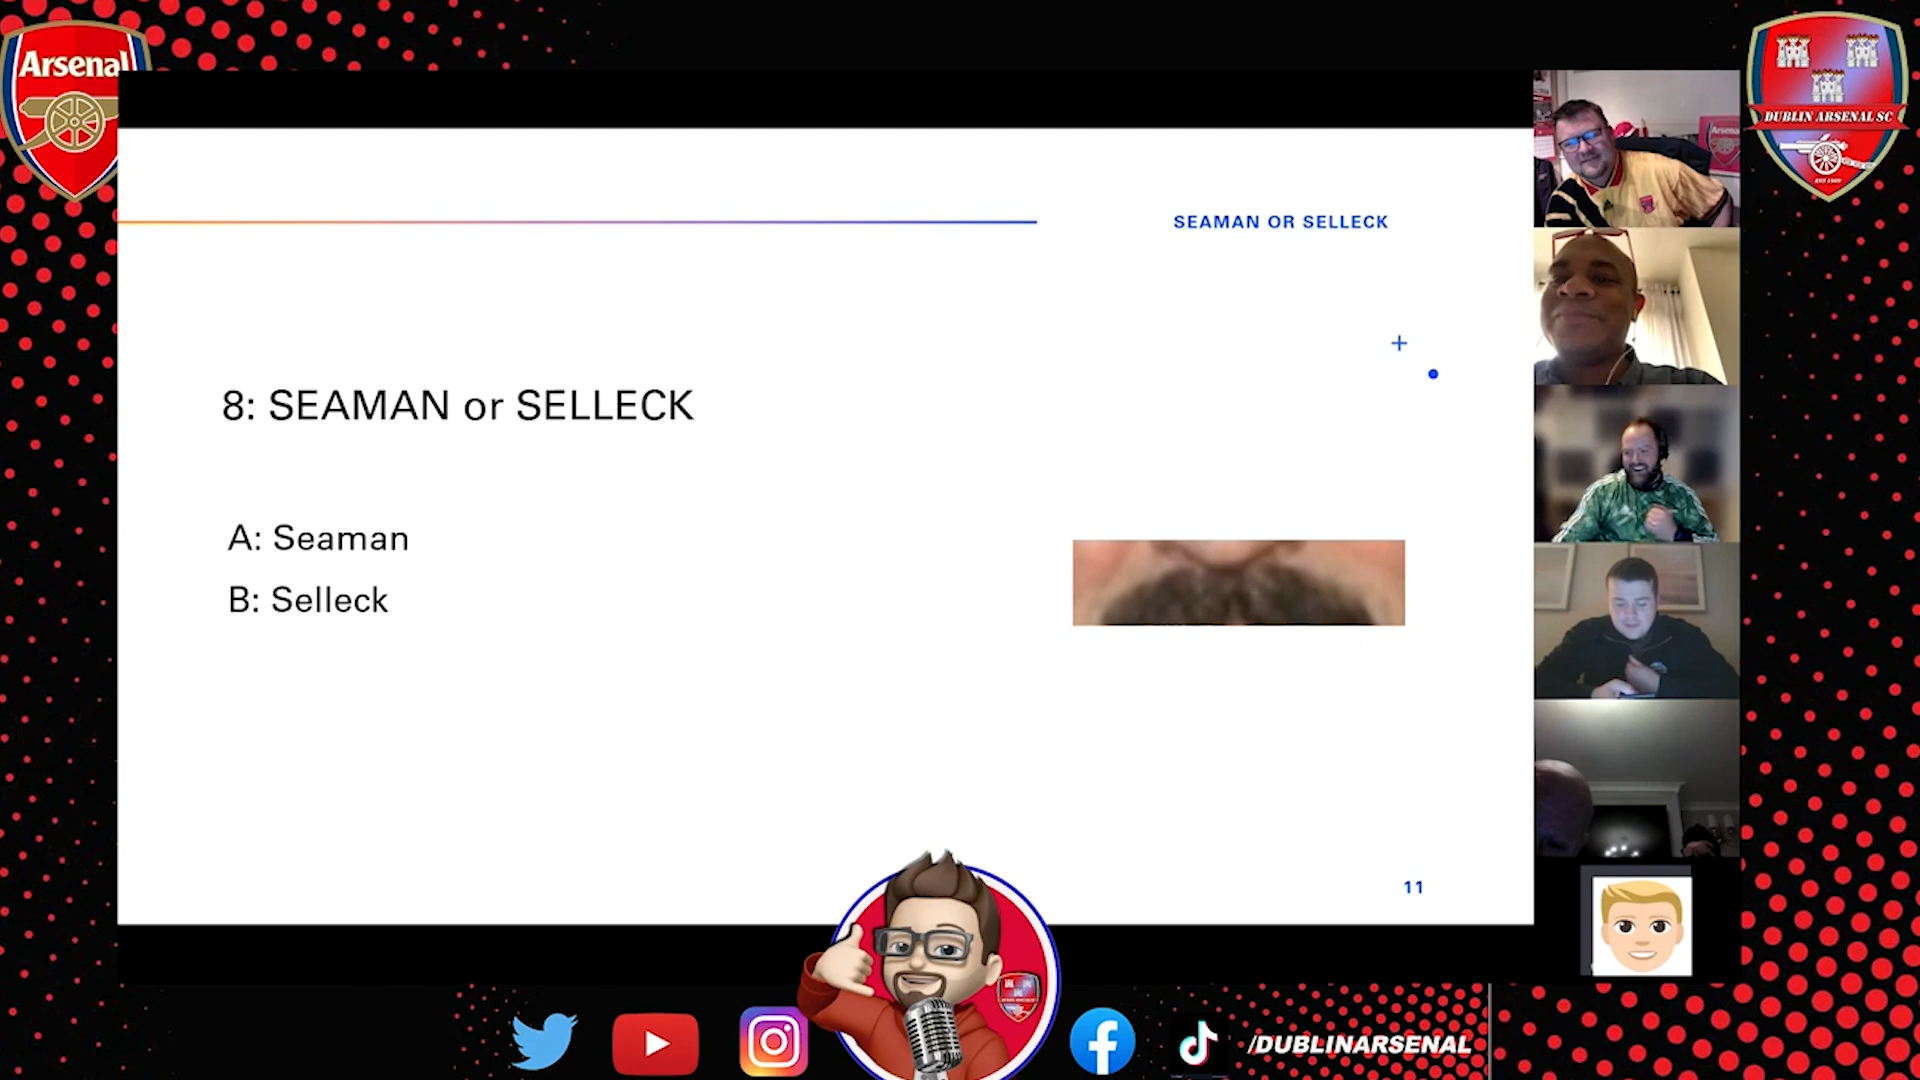 Arsenal
DUBLIN ARSENAL SC
SEAMAN OR SELLECK
8: SEAMAN or SELLECK
A: Seaman
B: Selleck
11
/DUBLINARSENAL